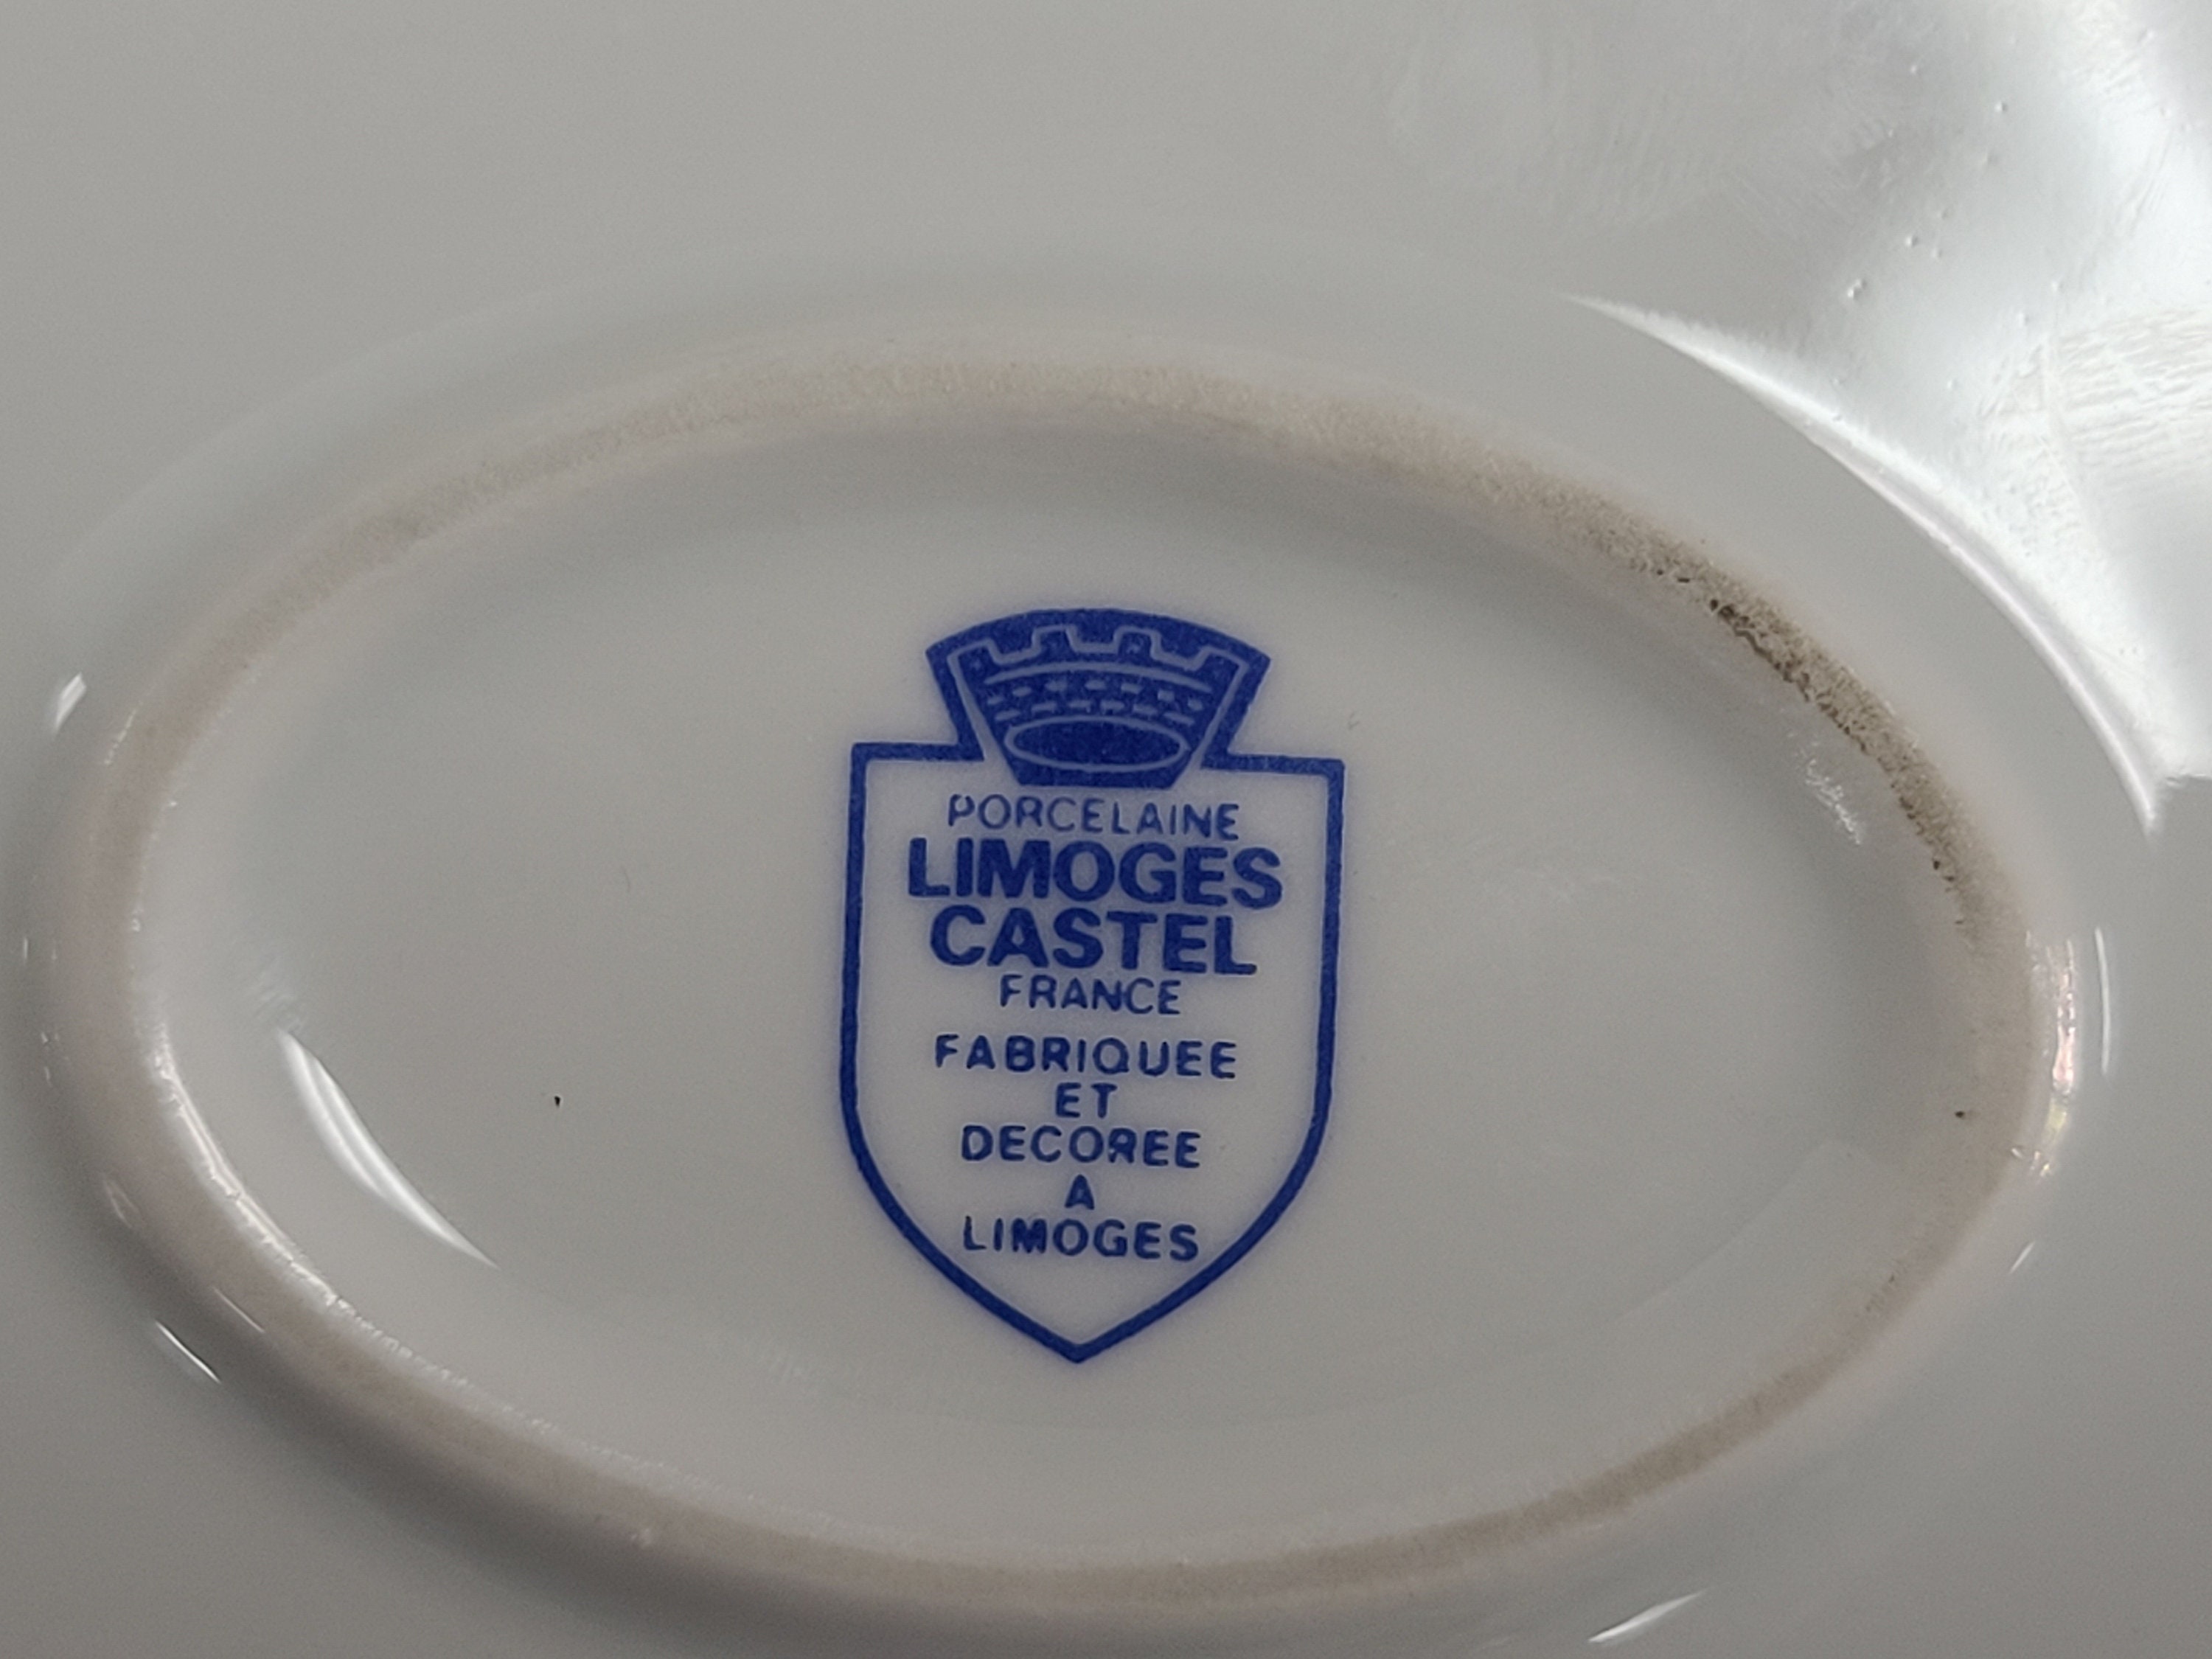 PORCELAINE
LIMOGES
CASTEL
FRANCE
FABRIQUEE
ET
DECOREE
A
LIMOGES